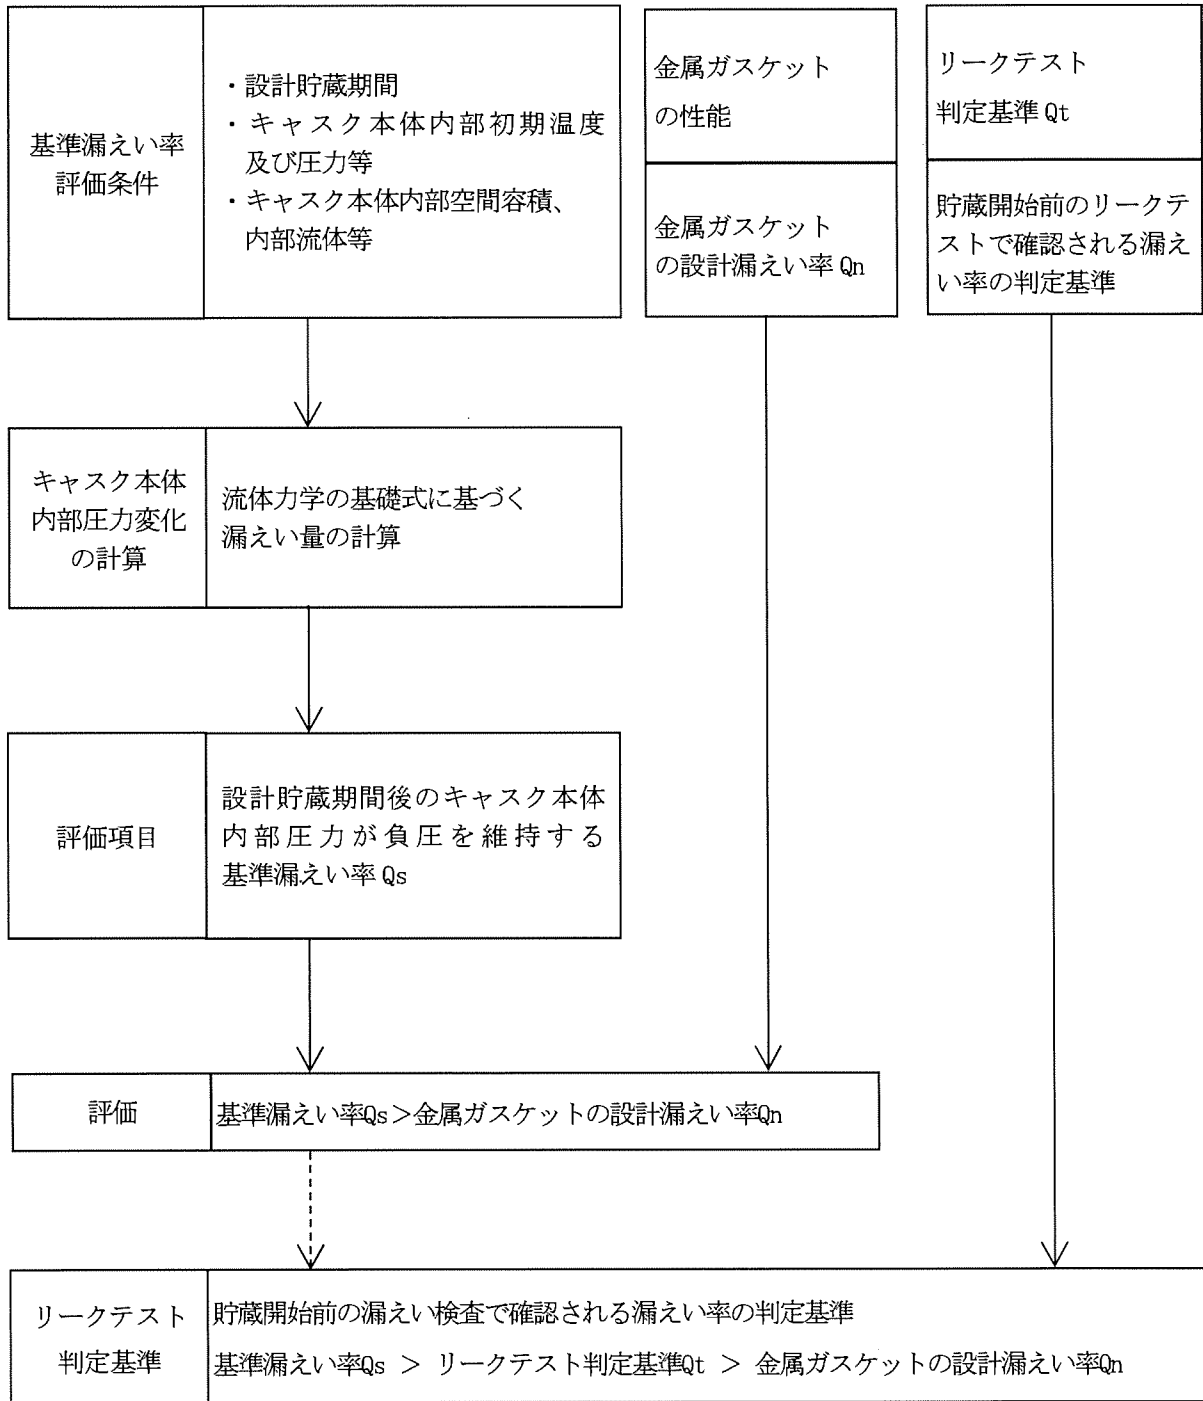 基準漏えい率
評価条件
・設計貯蔵期間
・キャスク本体内部初期温度
及び圧力等
・キャスク本体内部空間容積、
内部流体等
金属ガスケット
の性能
金属ガスケット
の設計漏えい率 Qn
リークテスト
判定基準 Qt
貯蔵開始前のリークテ
ストで確認される漏え
い率の判定基準
キャスク本体
内部圧力変化
の計算
流体力学の基礎式に基づく
漏えい量の計算
評価項目
設計貯蔵期間後のキャスク本体
内部圧力が負圧を維持する
基準漏えい率 Qs
評価
基準漏えい率Qs＞金属ガスケットの設計漏えい率Qn
リークテスト
判定基準
貯蔵開始前の漏えい検査で確認される漏えい率の判定基準
基準漏えい率Qs ＞ リークテスト判定基準Qt ＞ 金属ガスケットの設計漏えい率Qn